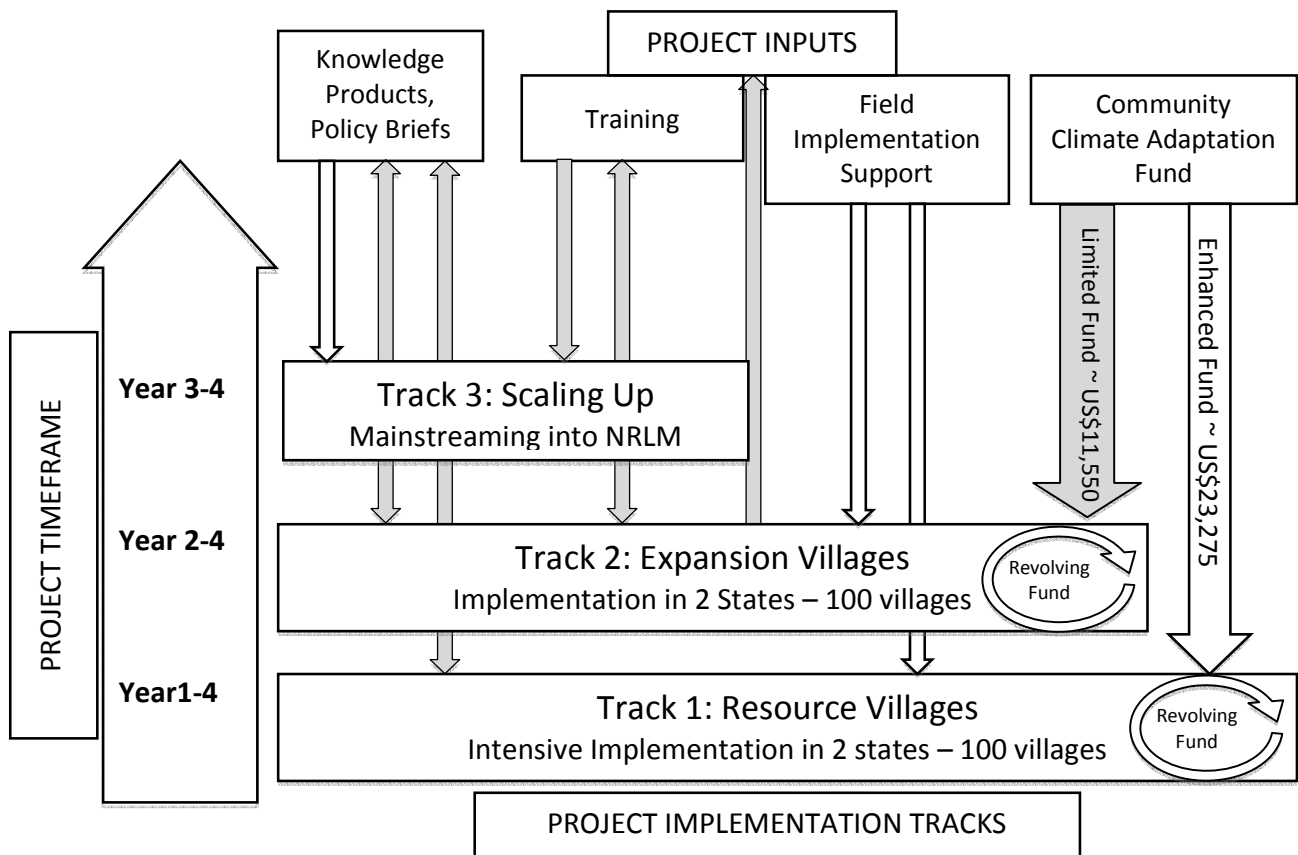 PROJECT INPUTS
Knowledge
Products,
Policy Briefs
Training
Field
Implementation
Support
Community
Climate Adaptation
Fund
Limited Fund ~ US$11,550
Enhanced Fund ~ US$23,275
PROJECT TIMEFRAME
Year 3-4
Track 3: Scaling Up
Mainstreaming into NRLM
Year 2-4
Track 2: Expansion Villages
Implementation in 2 States – 100 villages
Revolving
Fund
Year1-4
Track 1: Resource Villages
Intensive Implementation in 2 states – 100 villages
Revolving
Fund
PROJECT IMPLEMENTATION TRACKS